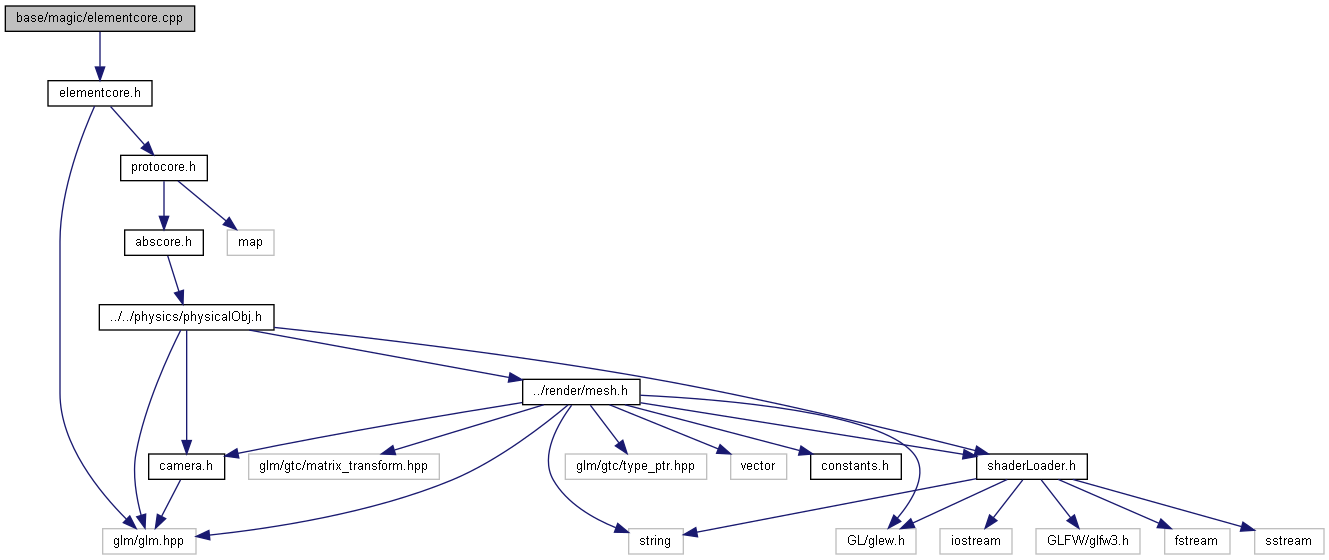 base/magic/elementcore.cpp
elementcore.h
protocore.h
abscore.h
map
../../physics/physicalObj.h
../render/mesh.h
camera.h
glm/gtc/matrix_transform.hpp
glm/gtc/type_ptr.hpp
vector
constants.h
shaderLoader.h
glm/glm.hpp
string
GL/glew.h
iostream
GLFW/glfw3.h
fstream
sstream